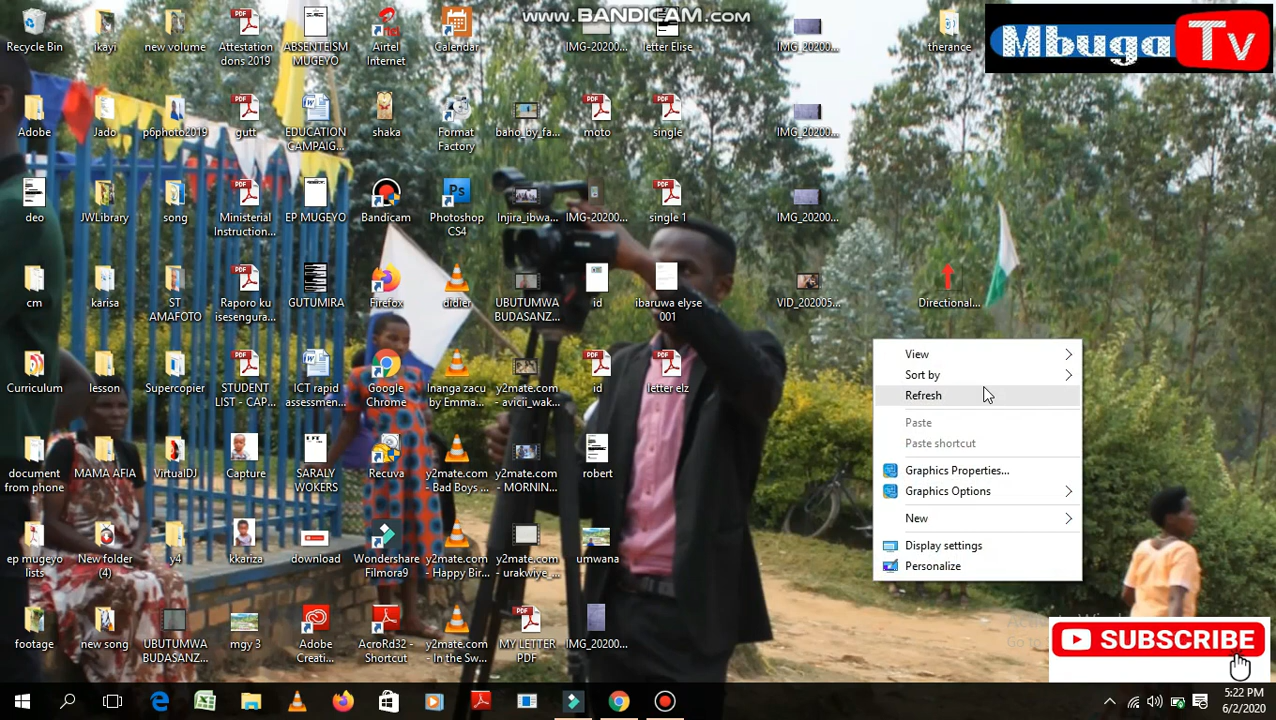 www.BANDICAM.com
Mbuga Tv
Recycle Bin
ikayi
new volume
Attestation
dons 2019
ABSENTEISM
MUGEYO
Airtel
Internet
Calendar
IMG-20200...
letter Elise
IMG_20200...
therance
Adobe
Jado
pbphoto2019
gutt
EDUCATION
CAMPAIG...
shaka
Format
Factory
baho_by_fa...
moto
single
IMG_20200...
deo
JWLibrary
song
Ministerial
Instruction...
EP MUGEYO
Bandicam
Photoshop
CS4
Injira_ibwa...
IMG-20200...
single 1
IMG_20200...
cm
karisa
ST
AMAFOTO
Raporo ku
isesengura...
GUTUMIRA
Firefox
didier
UBUTUMWA
BUDASANZ...
id
ibaruwa elyse
001
VID_202005...
Directional...
Curriculum
lesson
Supercopier
STUDENT
LIST - CAP...
ICT rapid
assessmen...
Google
Chrome
Inanga zacu
by Emma...
y2mate.com
- avicii_wak...
id
letter elz
document
from phone
MAMA AFIA
VirtualDJ
Capture
SARALY
WOKERS
Recuva
y2mate.com
- Bad Boys ...
y2mate.com
- MORNIN...
robert
ep mugeyo
lists
New folder
(4)
y4
kkariza
download
Wondershare
Filmora9
y2mate.com
- Happy Bir...
y2mate.com
- urakwiye_...
umwana
footage
new song
UBUTUMWA
BUDASANZ...
mgy 3
Adobe
Creati...
AcroRd32 -
Shortcut
y2mate.com
- In the Sw...
MY LETTER
PDF
IMG_20200...
View
Sort by
Refresh
Paste
Paste shortcut
Graphics Properties...
Graphics Options
New
Display settings
Personalize
SUBSCRIBE
5:22 PM
6/2/2020